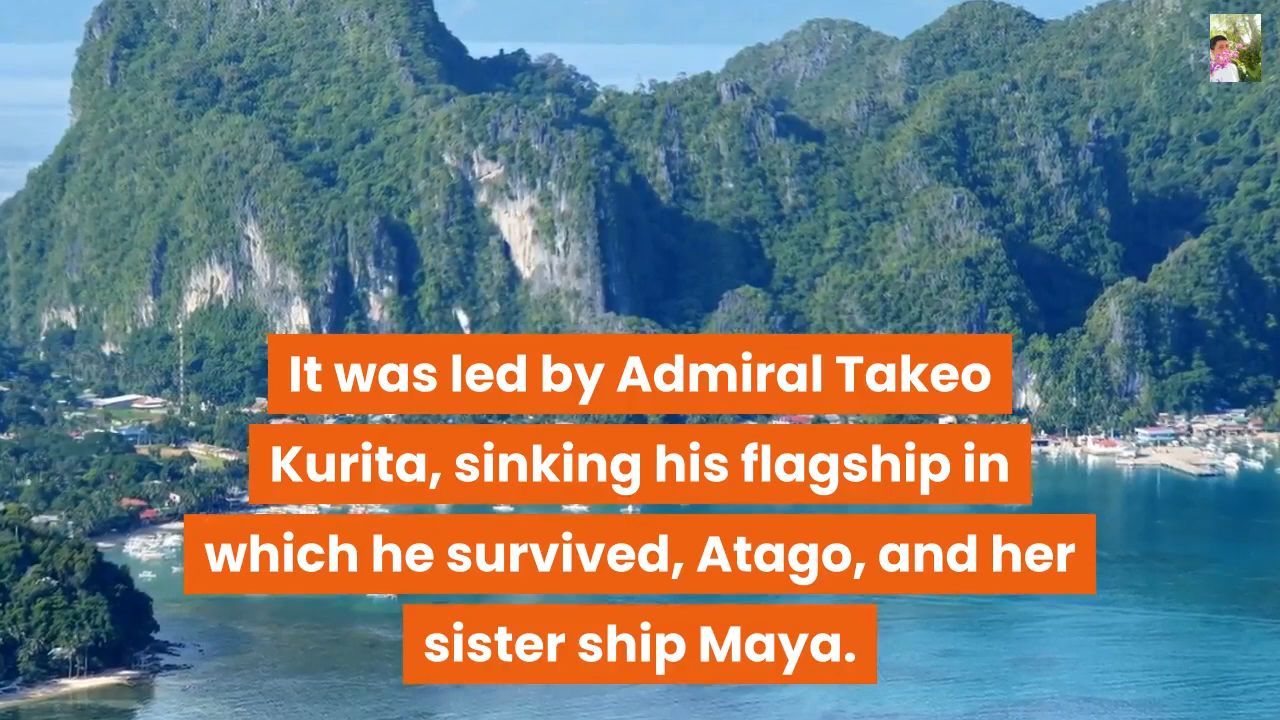 It was led by Admiral Takeo
Kurita, sinking his flagship in
which he survived, Atago, and her
sister ship Maya.